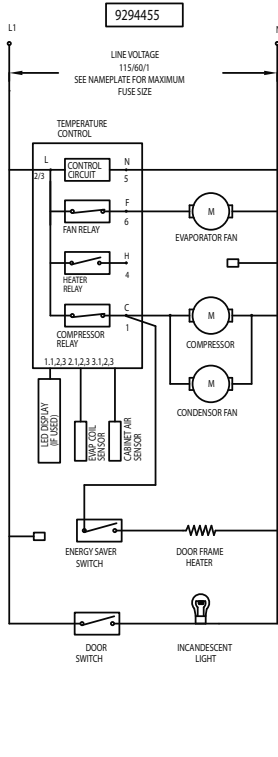 9294455
L1
N
LINE VOLTAGE
115/60/1
SEE NAMEPLATE FOR MAXIMUM
FUSE SIZE
TEMPERATURE
CONTROL
L
2/3
CONTROL
CIRCUIT
N
5
F
6
FAN RELAY
M
EVAPORATOR FAN
H
4
HEATER
RELAY
C
1
COMPRESSOR
RELAY
M
COMPRESSOR
1.1,2,3 2.1,2,3 3.1,2,3
M
CONDENSOR FAN
LED DISPLAY
(IF USED)
EVAP COIL
SENSOR
CABINET AIR
SENSOR
ENERGY SAVER
SWITCH
DOOR FRAME
HEATER
DOOR
SWITCH
INCANDESCENT
LIGHT